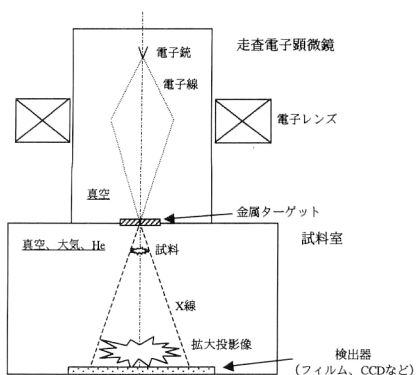 走査電子顕微鏡
電子銃
電子線
電子レンズ
真空
金属ターゲット
試料室
真空、大気、He
試料
X線
拡大投影像
検出器
(フィルム、CCDなど)